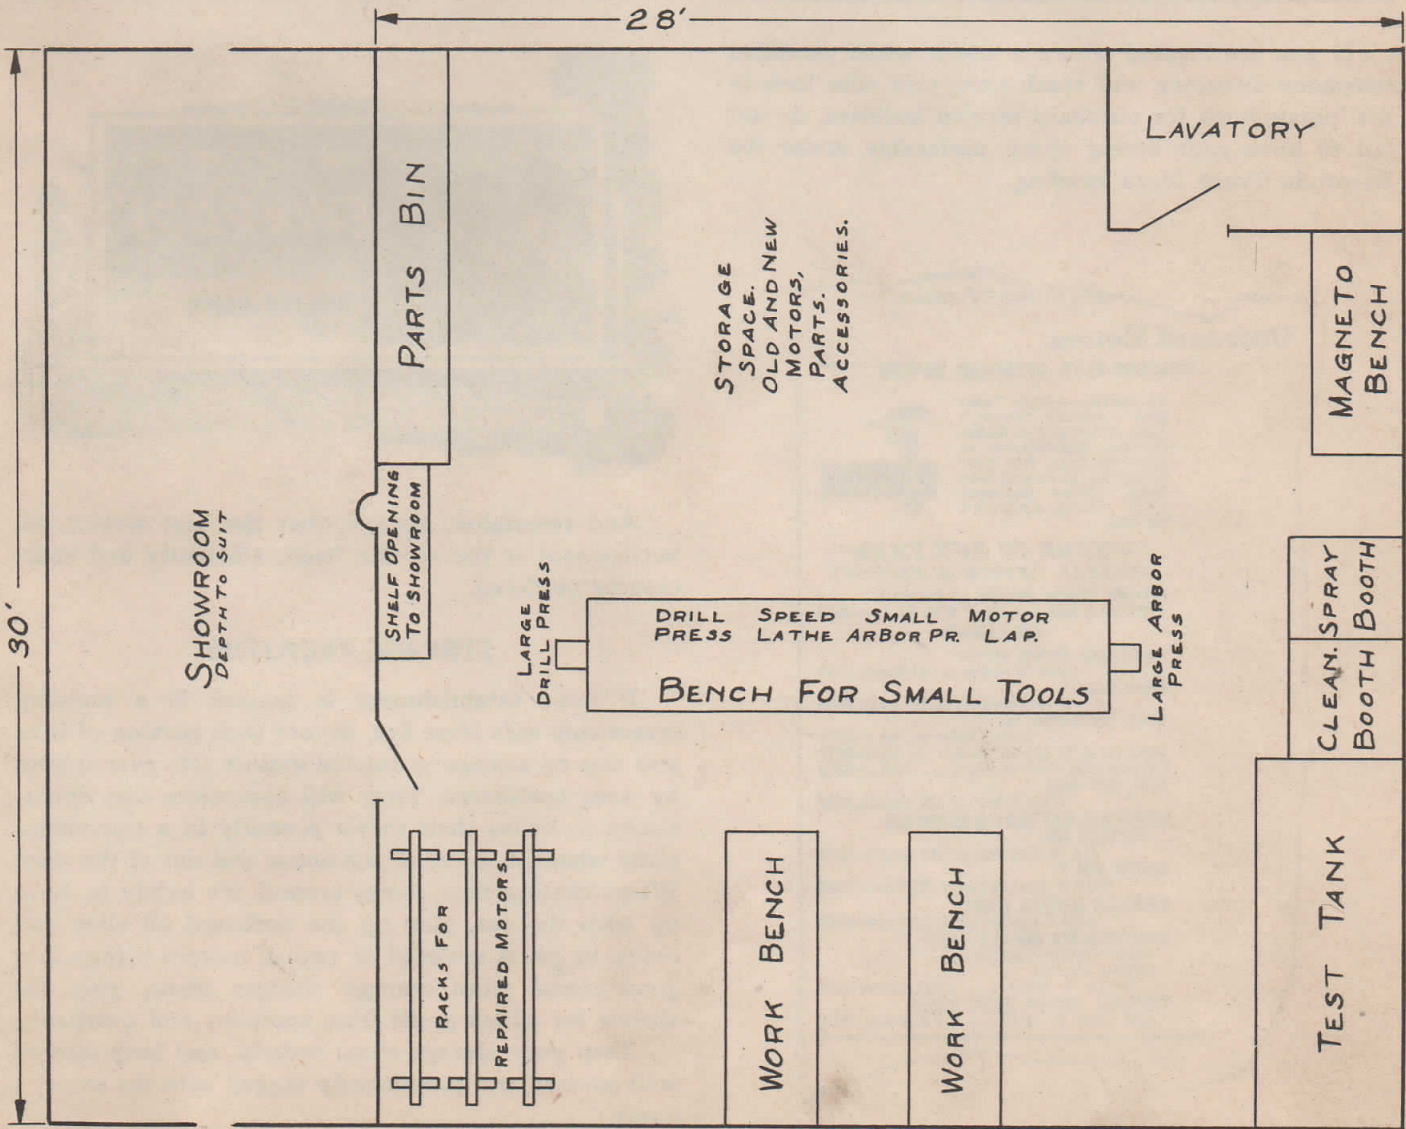 28'
30'
SHOWROOM
DEPTH TO SUIT
PARTS BIN
SHELF OPENING
TO SHOWROOM
LAVATORY
STORAGE
SPACE.
OLD AND NEW
MOTORS,
PARTS.
ACCESSORIES.
MAGNETO
BENCH
LARGE
DRILL PRESS
DRILL SPEED SMALL MOTOR
PRESS LATHE ARBOR PR. LAP.
BENCH FOR SMALL TOOLS
LARGE ARBOR
PRESS
SPRAY
BOOTH
CLEAN.
BOOTH
RACKS FOR
REPAIRED MOTORS
WORK BENCH
WORK BENCH
TEST TANK